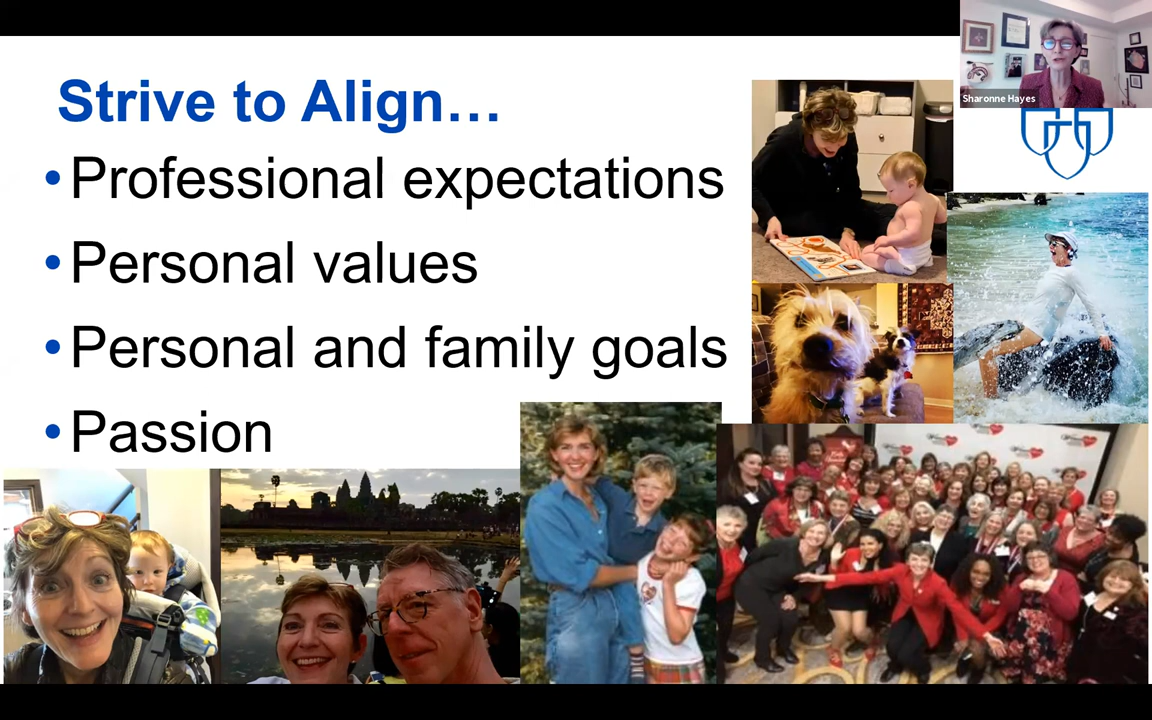 Strive to Align…
•Professional expectations
•Personal values
•Personal and family goals
•Passion
Sharonne Hayes